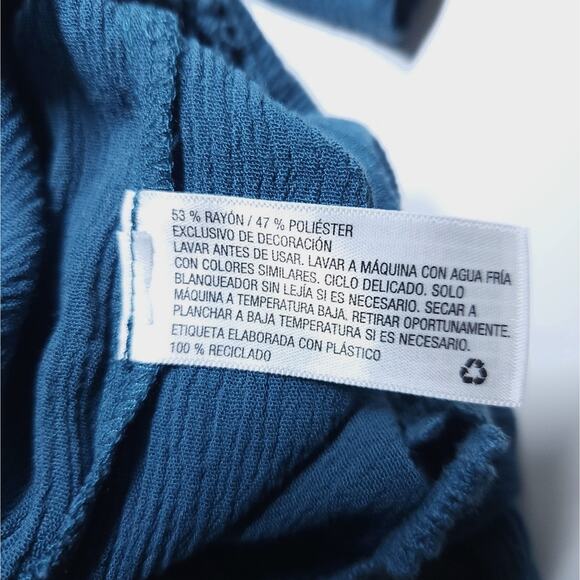 53 % RAYÓN / 47 % POLIÉSTER
EXCLUSIVO DE DECORACIÓN
LAVAR ANTES DE USAR. LAVAR A MÁQUINA CON AGUA FRÍA
CON COLORES SIMILARES. CICLO DELICADO. SOLO
BLANQUEADOR SIN LEJÍA SI ES NECESARIO. SECAR A
MÁQUINA A TEMPERATURA BAJA. RETIRAR OPORTUNAMENTE.
PLANCHAR A BAJA TEMPERATURA SI ES NECESARIO.
ETIQUETA ELABORADA CON PLÁSTICO
100 % RECICLADO